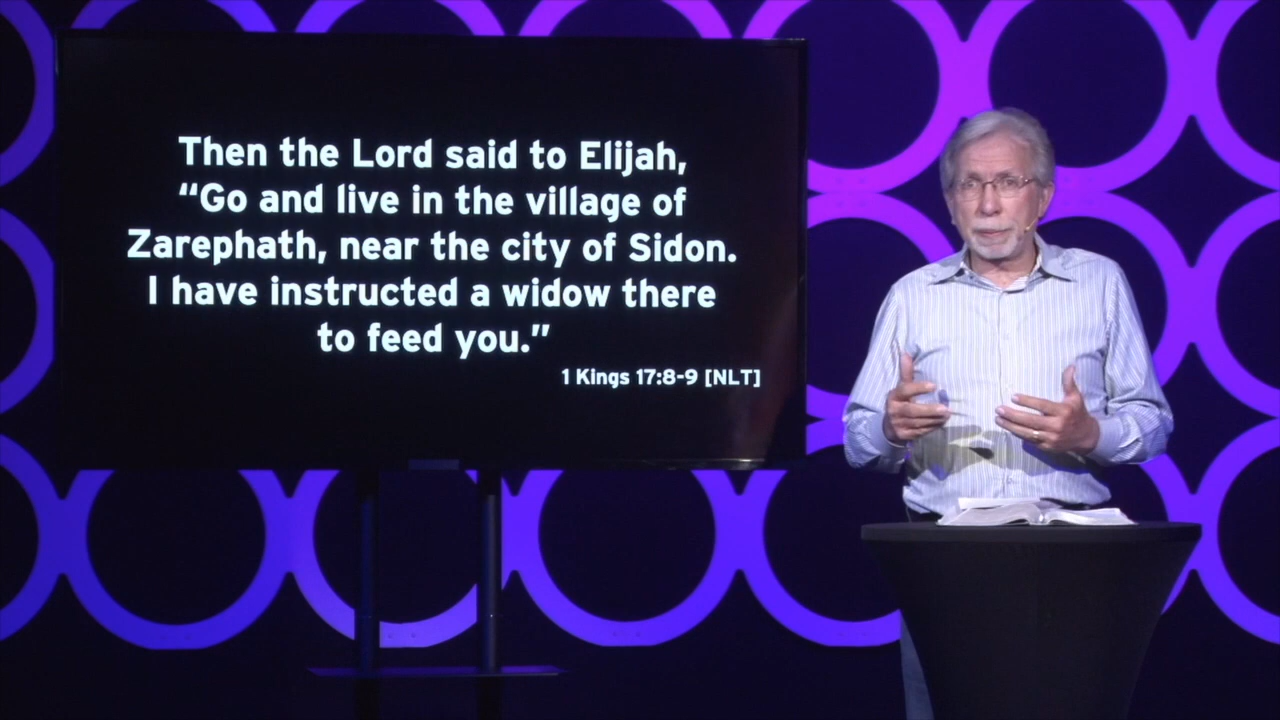 Then the Lord said to Elijah,
“Go and live in the village of
Zarephath, near the city of Sidon.
I have instructed a widow there
to feed you.”
1 Kings 17:8-9 [NLT]